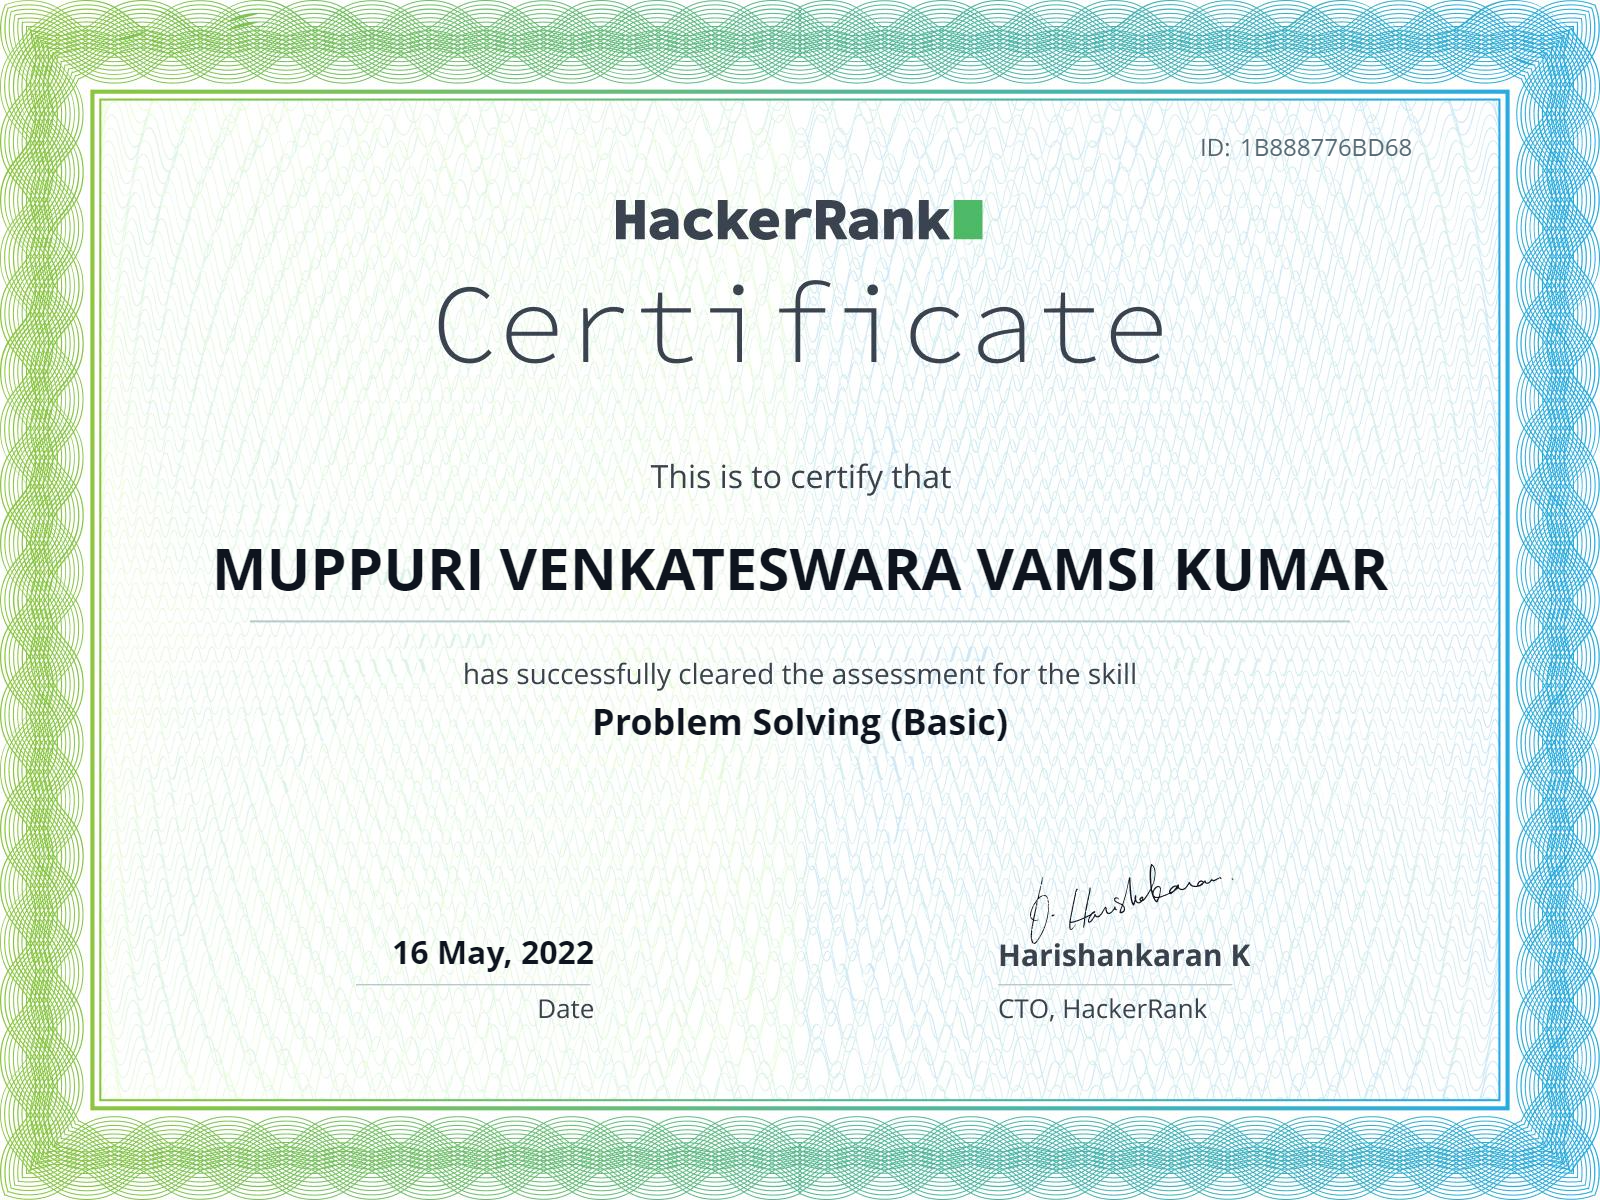 ID: 1B888776BD68
HackerRank
Certificate
This is to certify that
MUPPURI VENKATESWARA VAMSI KUMAR
has successfully cleared the assessment for the skill
Problem Solving (Basic)
16 May, 2022
Date
Harishankaran K
CTO, HackerRank